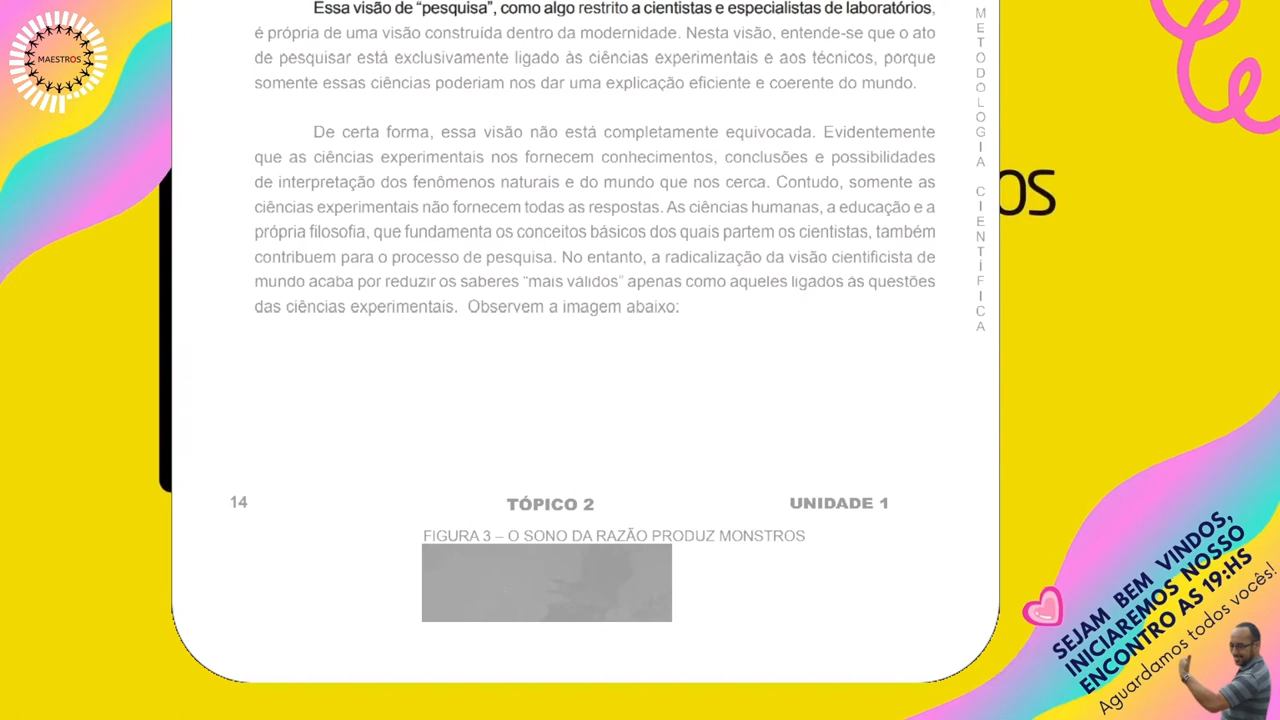 MAESTROS
Essa visão de “pesquisa”, como algo restrito a cientistas e especialistas de laboratórios,
é própria de uma visão construída dentro da modernidade. Nesta visão, entende-se que o ato
de pesquisar está exclusivamente ligado às ciências experimentais e aos técnicos, porque
somente essas ciências poderiam nos dar uma explicação eficiente e coerente do mundo.
De certa forma, essa visão não está completamente equivocada. Evidentemente
que as ciências experimentais nos fornecem conhecimentos, conclusões e possibilidades
de interpretação dos fenômenos naturais e do mundo que nos cerca. Contudo, somente as
ciências experimentais não fornecem todas as respostas. As ciências humanas, a educação e a
própria filosofia, que fundamenta os conceitos básicos dos quais partem os cientistas, também
contribuem para o processo de pesquisa. No entanto, a radicalização da visão cientificista de
mundo acaba por reduzir os saberes “mais válidos” apenas como aqueles ligados às questões
das ciências experimentais. Observem a imagem abaixo:
METODOLOGIA CIENTÍFICA
OS
14
TÓPICO 2
UNIDADE 1
FIGURA 3 – O SONO DA RAZÃO PRODUZ MONSTROS
SEJAM BEM VINDOS,
INICIAREMOS NOSSO
ENCONTRO AS 19:HS
Aguardamos todos vocês!